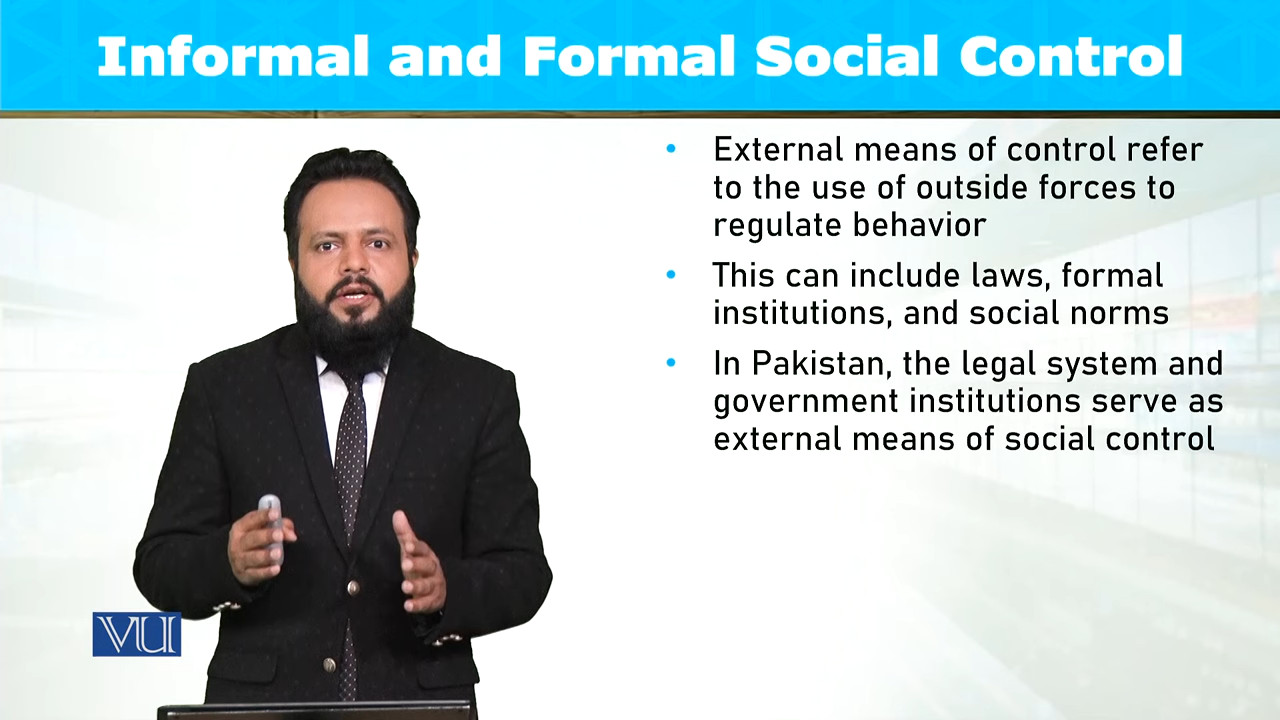 Informal and Formal Social Control
• External means of control refer
to the use of outside forces to
regulate behavior
• This can include laws, formal
institutions, and social norms
• In Pakistan, the legal system and
government institutions serve as
external means of social control
VU